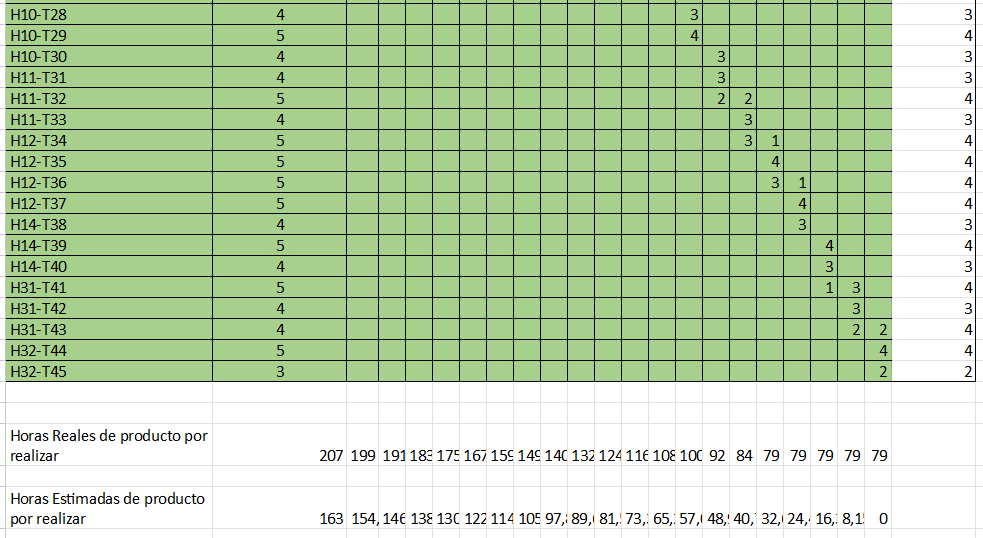 H10-T28 4 3 3
H10-T29 5 4 4
H10-T30 4 3 3
H11-T31 4 3 3
H11-T32 5 2 2 4
H11-T33 4 3 3
H12-T34 5 3 1 4
H12-T35 5 4 4
H12-T36 5 3 1 4
H12-T37 5 4 4
H14-T38 4 3 3
H14-T39 5 4 4
H14-T40 4 3 3
H31-T41 5 1 3 4
H31-T42 4 3 3
H31-T43 4 2 2 4
H32-T44 5 4 4
H32-T45 3 2 2
Horas Reales de producto por
realizar 207 199 191 183 175 167 159 149 140 132 124 116 108 100 92 84 79 79 79 79 79
Horas Estimadas de producto
por realizar 163 154, 146 138 130 122 114 105 97, 89, 81, 73, 65, 57, 48, 40, 32, 24, 16, 8,1 0